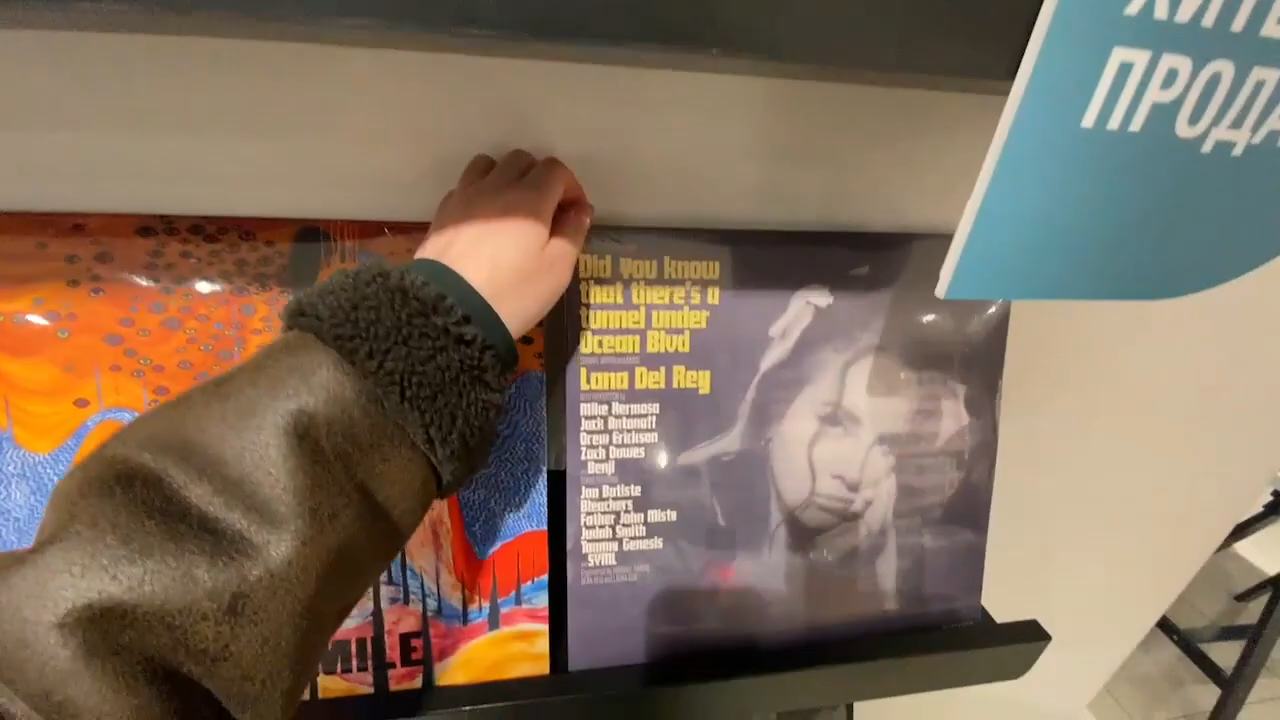 ПРОДА
Did you know
that there's a
tunnel under
Ocean Blvd
Lana Del Rey
Mike Hermosa
Jack Antonoff
Drew Erickson
Zach Dawes
Benji
Jon Batiste
Bleachers
Father John Misty
Judah Smith
Tommy Genesis
SYML
MILE